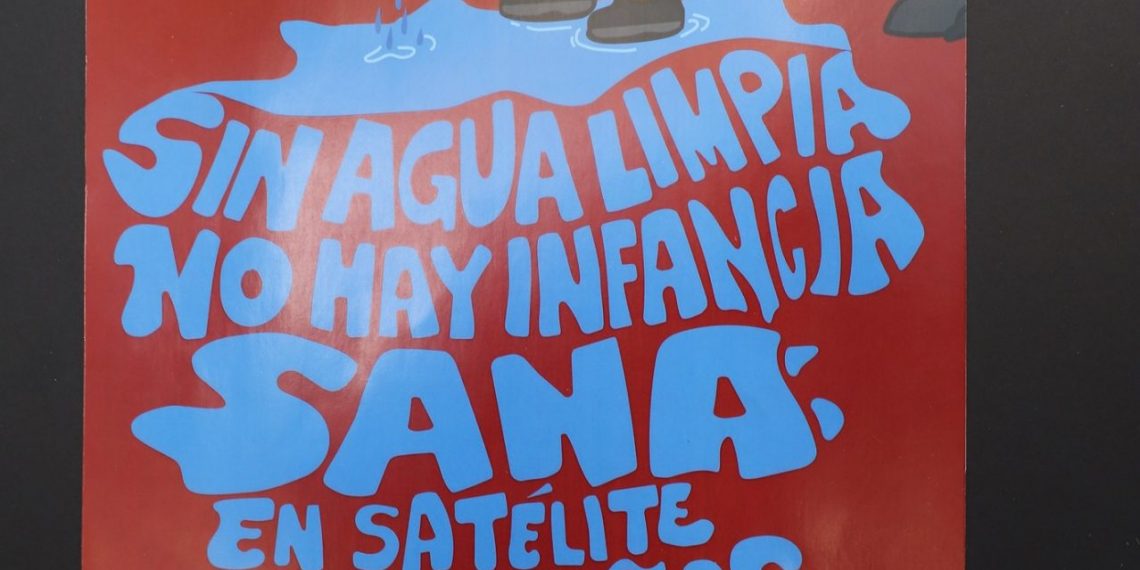 SIN AGUA LIMPIA
NO HAY INFANCIA
SANA:
EN SATÉLITE